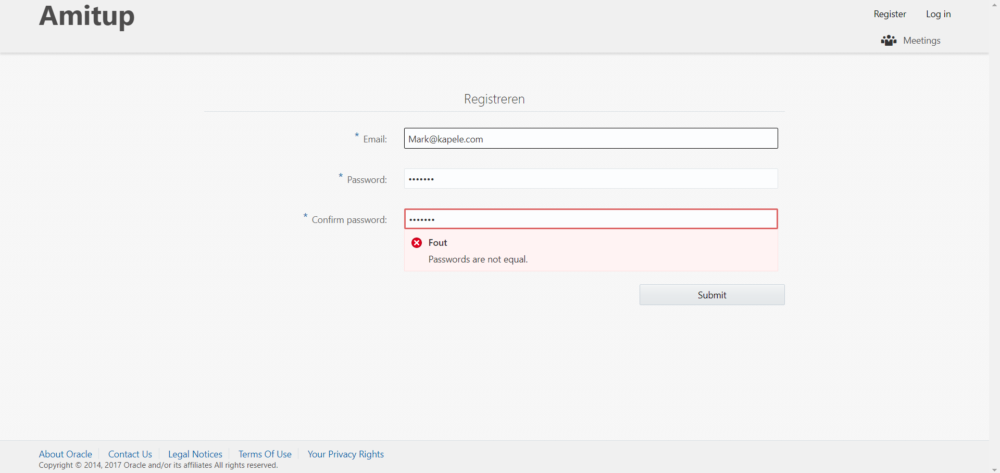 Amitup
Register Log in
Meetings
Registreren
* Email: Mark@kapele.com
* Password: •••••••
* Confirm password: •••••••
Fout
Passwords are not equal.
Submit
About Oracle Contact Us Legal Notices Terms Of Use Your Privacy Rights
Copyright © 2014, 2017 Oracle and/or its affiliates All rights reserved.